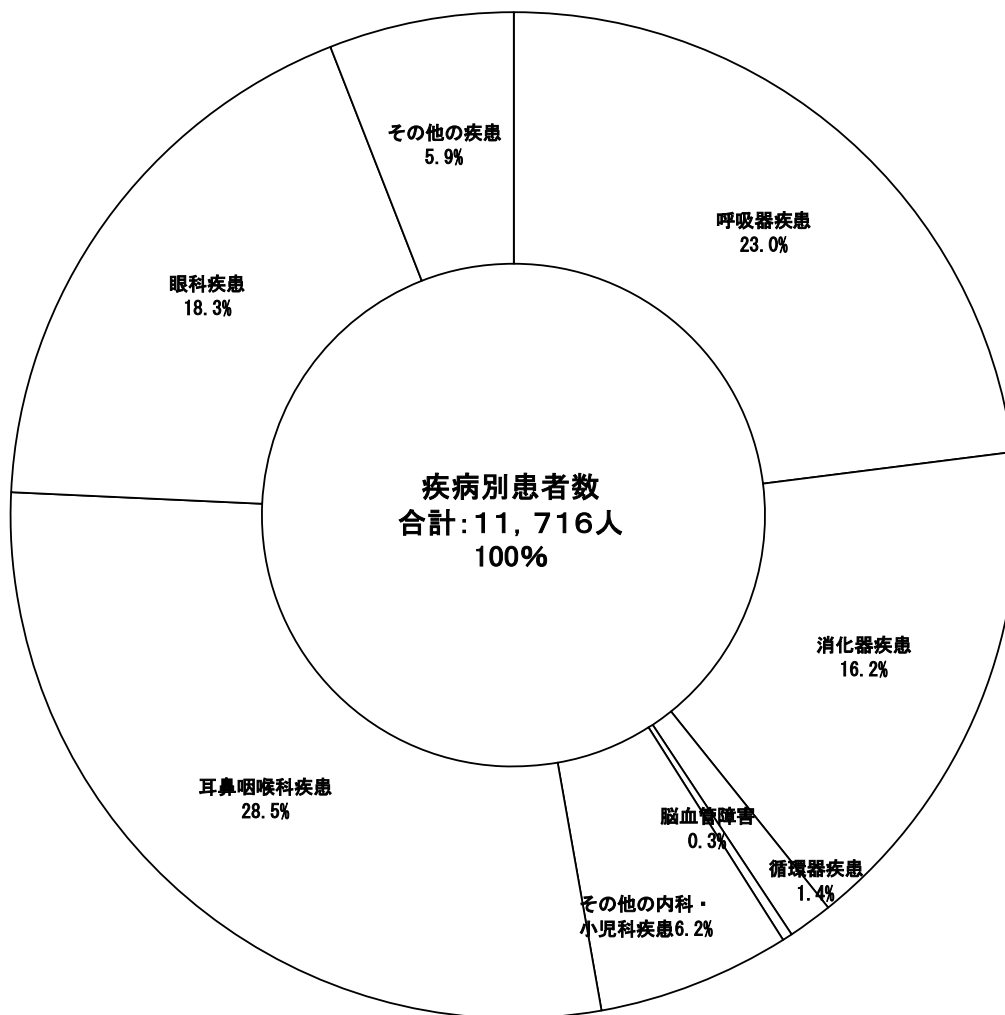 その他の疾患
5.9%
呼吸器疾患
23.0%
眼科疾患
18.3%
疾病別患者数
合計:11,716人
100%
消化器疾患
16.2%
耳鼻咽喉科疾患
28.5%
脳血管障害
0.3%
循環器疾患
1.4%
その他の内科・
小児科疾患6.2%